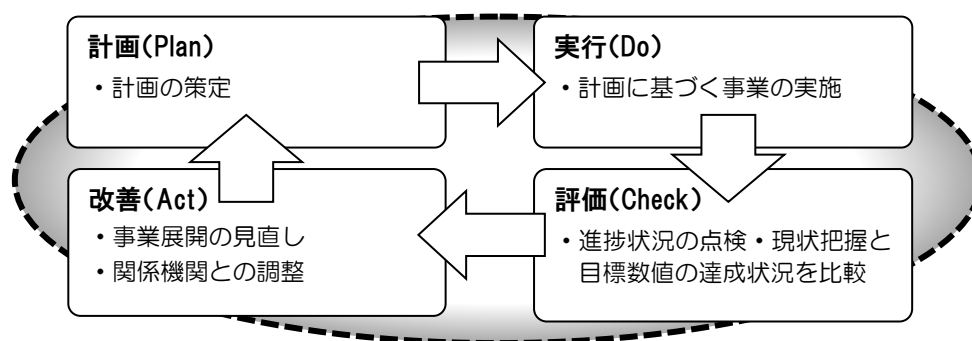 計画(Plan)
・計画の策定
実行(Do)
・計画に基づく事業の実施
改善(Act)
・事業展開の見直し
・関係機関との調整
評価(Check)
・進捗状況の点検・現状把握と
目標数値の達成状況を比較